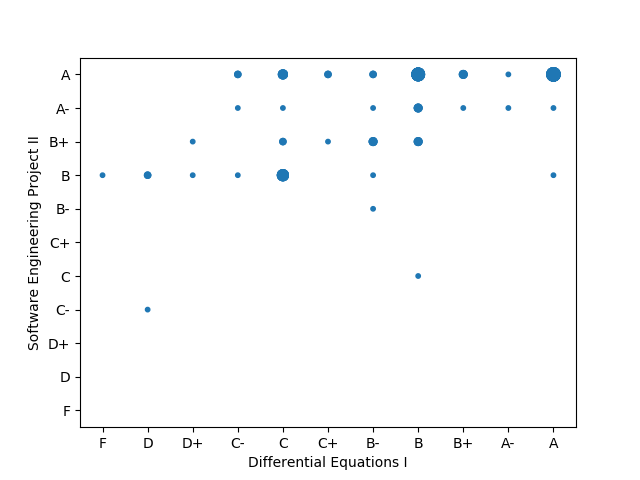 Software Engineering Project II
A
A-
B+
B
B-
C+
C
C-
D+
D
F
F D D+ C- C C+ B- B B+ A- A
Differential Equations I